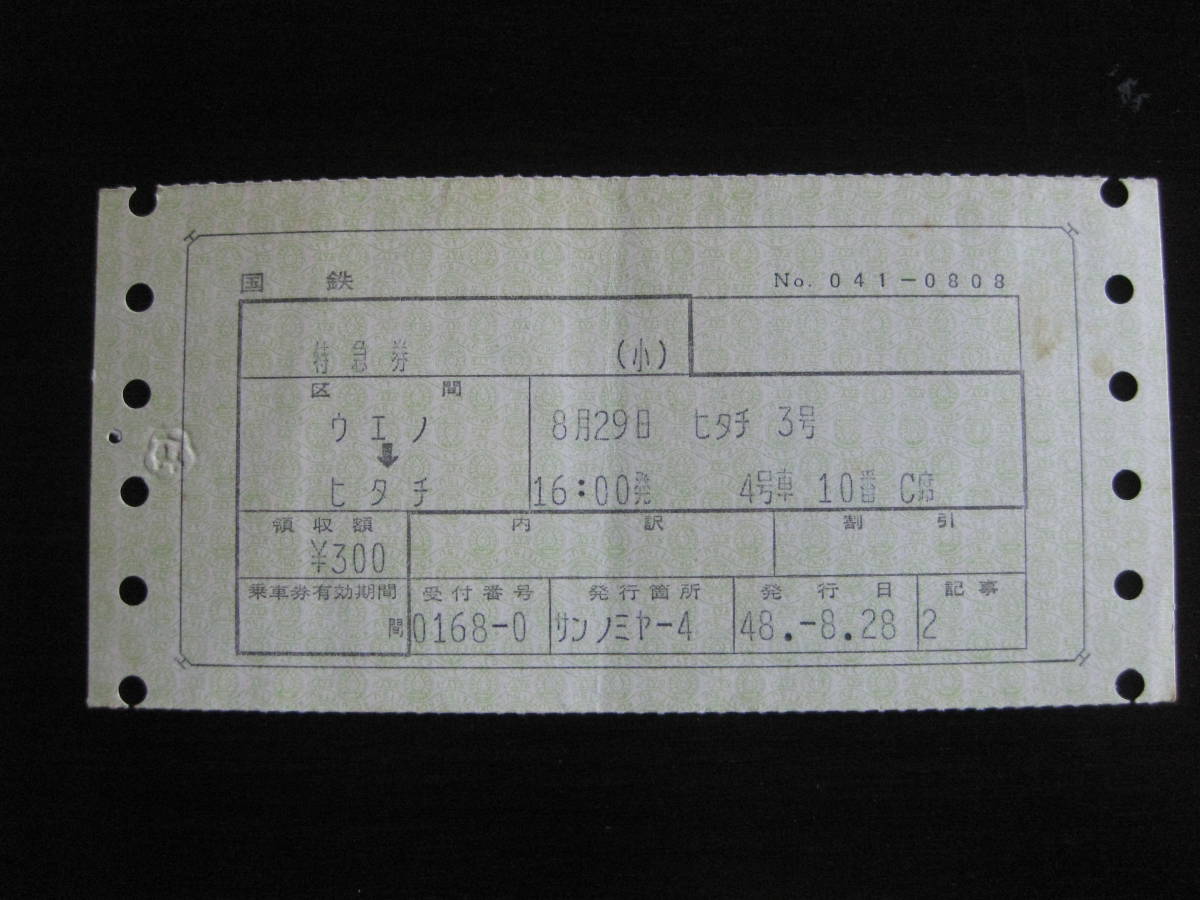 国鉄 No. 041-0808
特急券 (小)
区間
ウエノ 8月29日 ヒタチ 3号
↓
ヒタチ 16:00発 4号車 10番 C席
領収額 内訳 割引
¥300
乗車券有効期間 受付番号 発行箇所 発行日 記事
間 0168-0 サンノミヤ-4 48.-8.28 2